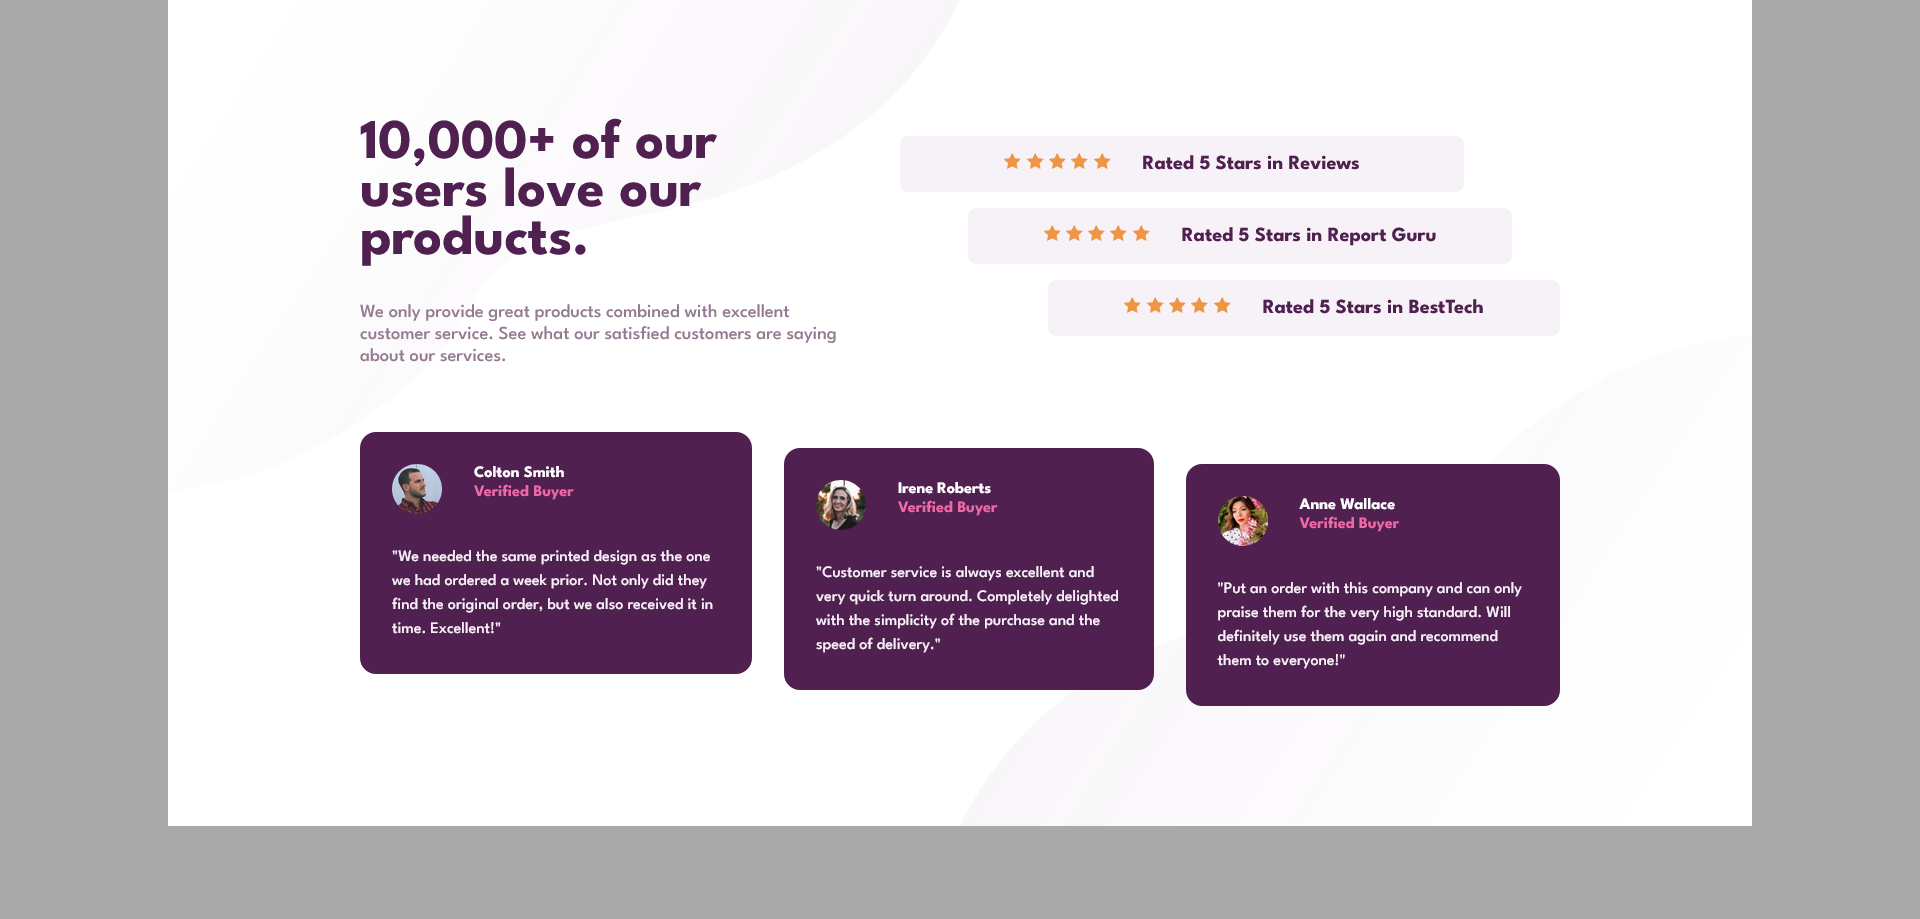 10,000+ of our
users love our
products.
We only provide great products combined with excellent
customer service. See what our satisfied customers are saying
about our services.
Rated 5 Stars in Reviews
Rated 5 Stars in Report Guru
Rated 5 Stars in BestTech
Colton Smith
Verified Buyer
"We needed the same printed design as the one
we had ordered a week prior. Not only did they
find the original order, but we also received it in
time. Excellent!"
Irene Roberts
Verified Buyer
"Customer service is always excellent and
very quick turn around. Completely delighted
with the simplicity of the purchase and the
speed of delivery."
Anne Wallace
Verified Buyer
"Put an order with this company and can only
praise them for the very high standard. Will
definitely use them again and recommend
them to everyone!"